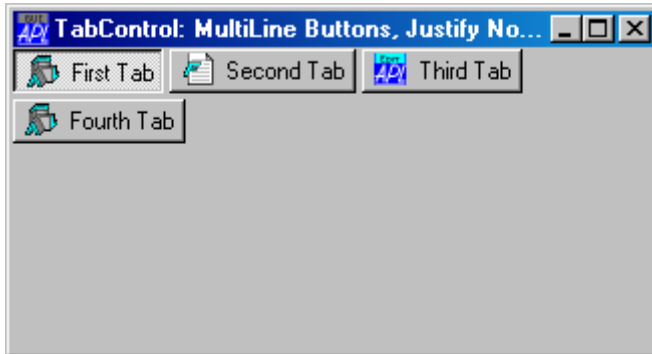 TabControl: MultiLine Buttons, Justify No...
First Tab Second Tab Third Tab
Fourth Tab